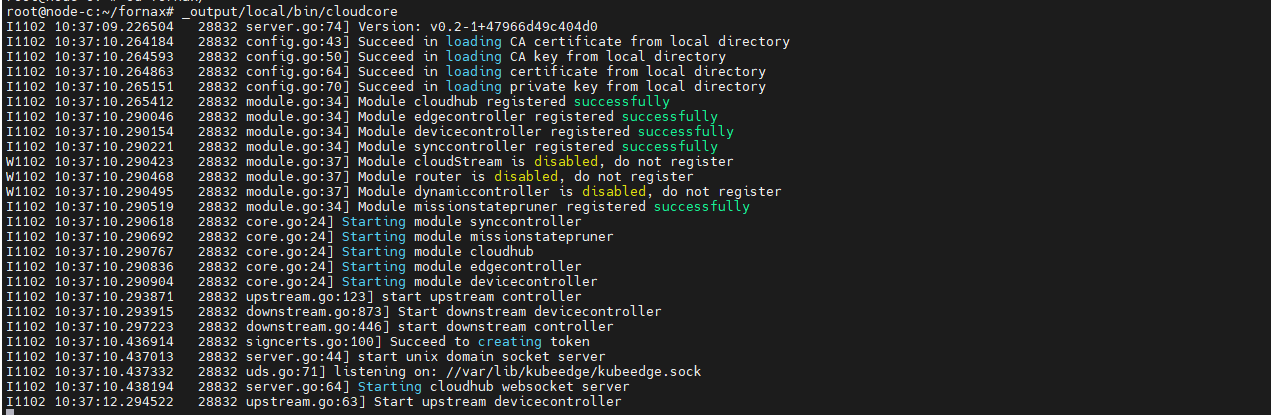 root@node-c:~/fornax# _output/local/bin/cloudcore
I1102 10:37:09.226504   28832 server.go:74] Version: v0.2-1+47966d49c404d0
I1102 10:37:10.264184   28832 config.go:43] Succeed in loading CA certificate from local directory
I1102 10:37:10.264593   28832 config.go:50] Succeed in loading CA key from local directory
I1102 10:37:10.264863   28832 config.go:64] Succeed in loading certificate from local directory
I1102 10:37:10.265151   28832 config.go:70] Succeed in loading private key from local directory
I1102 10:37:10.265412   28832 module.go:34] Module cloudhub registered successfully
I1102 10:37:10.290046   28832 module.go:34] Module edgecontroller registered successfully
I1102 10:37:10.290154   28832 module.go:34] Module devicecontroller registered successfully
I1102 10:37:10.290221   28832 module.go:34] Module synccontroller registered successfully
W1102 10:37:10.290423   28832 module.go:37] Module cloudStream is disabled, do not register
W1102 10:37:10.290468   28832 module.go:37] Module router is disabled, do not register
W1102 10:37:10.290495   28832 module.go:37] Module dynamiccontroller is disabled, do not register
I1102 10:37:10.290519   28832 module.go:34] Module missionstatepruner registered successfully
I1102 10:37:10.290618   28832 core.go:24] Starting module synccontroller
I1102 10:37:10.290692   28832 core.go:24] Starting module missionstatepruner
I1102 10:37:10.290767   28832 core.go:24] Starting module cloudhub
I1102 10:37:10.290836   28832 core.go:24] Starting module edgecontroller
I1102 10:37:10.290904   28832 core.go:24] Starting module devicecontroller
I1102 10:37:10.293871   28832 upstream.go:123] start upstream controller
I1102 10:37:10.293915   28832 downstream.go:873] Start downstream devicecontroller
I1102 10:37:10.297223   28832 downstream.go:446] start downstream controller
I1102 10:37:10.436914   28832 signcerts.go:100] Succeed to creating token
I1102 10:37:10.437013   28832 server.go:44] start unix domain socket server
I1102 10:37:10.437332   28832 uds.go:71] listening on: //var/lib/kubeedge/kubeedge.sock
I1102 10:37:10.438194   28832 server.go:64] Starting cloudhub websocket server
I1102 10:37:12.294522   28832 upstream.go:63] Start upstream devicecontroller